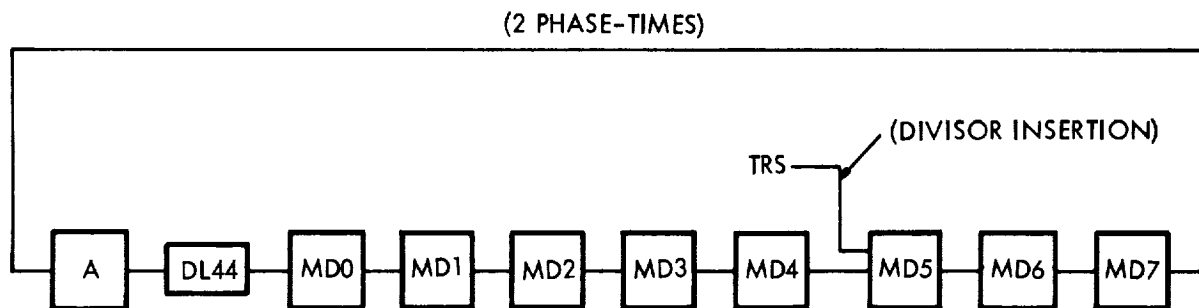 (2 PHASE-TIMES)
(DIVISOR INSERTION)
TRS
A DL44 MD0 MD1 MD2 MD3 MD4 MD5 MD6 MD7